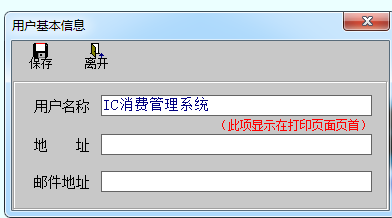 用户基本信息
保存 离开
用户名称 IC消费管理系统
（此项显示在打印页面页首）
地 址
邮件地址